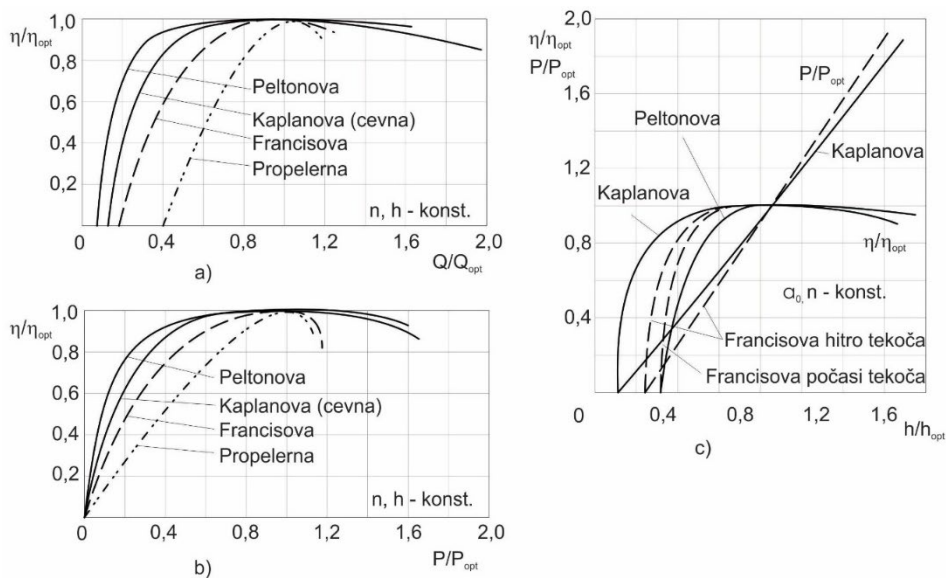 η/ηopt
1,0
0,8
0,6
0,4
0,2
Peltonova
Kaplanova (cevna)
Francisova
Propelerna
n, h - konst.
0
0,4
0,8
1,2
1,6
2,0
Q/Qopt
a)
η/ηopt
1,0
0,8
0,6
0,4
0,2
Peltonova
Kaplanova (cevna)
Francisova
Propelerna
n, h - konst.
0
0,4
0,8
1,2
1,6
2,0
P/Popt
b)
2,0
η/ηopt
P/Popt
1,6
1,2
0,8
0,4
P/Popt
Peltonova
Kaplanova
Kaplanova
η/ηopt
α0, n - konst.
Francisova hitro tekoča
Francisova počasi tekoča
0
0,4
0,8
1,2
1,6
h/hopt
c)